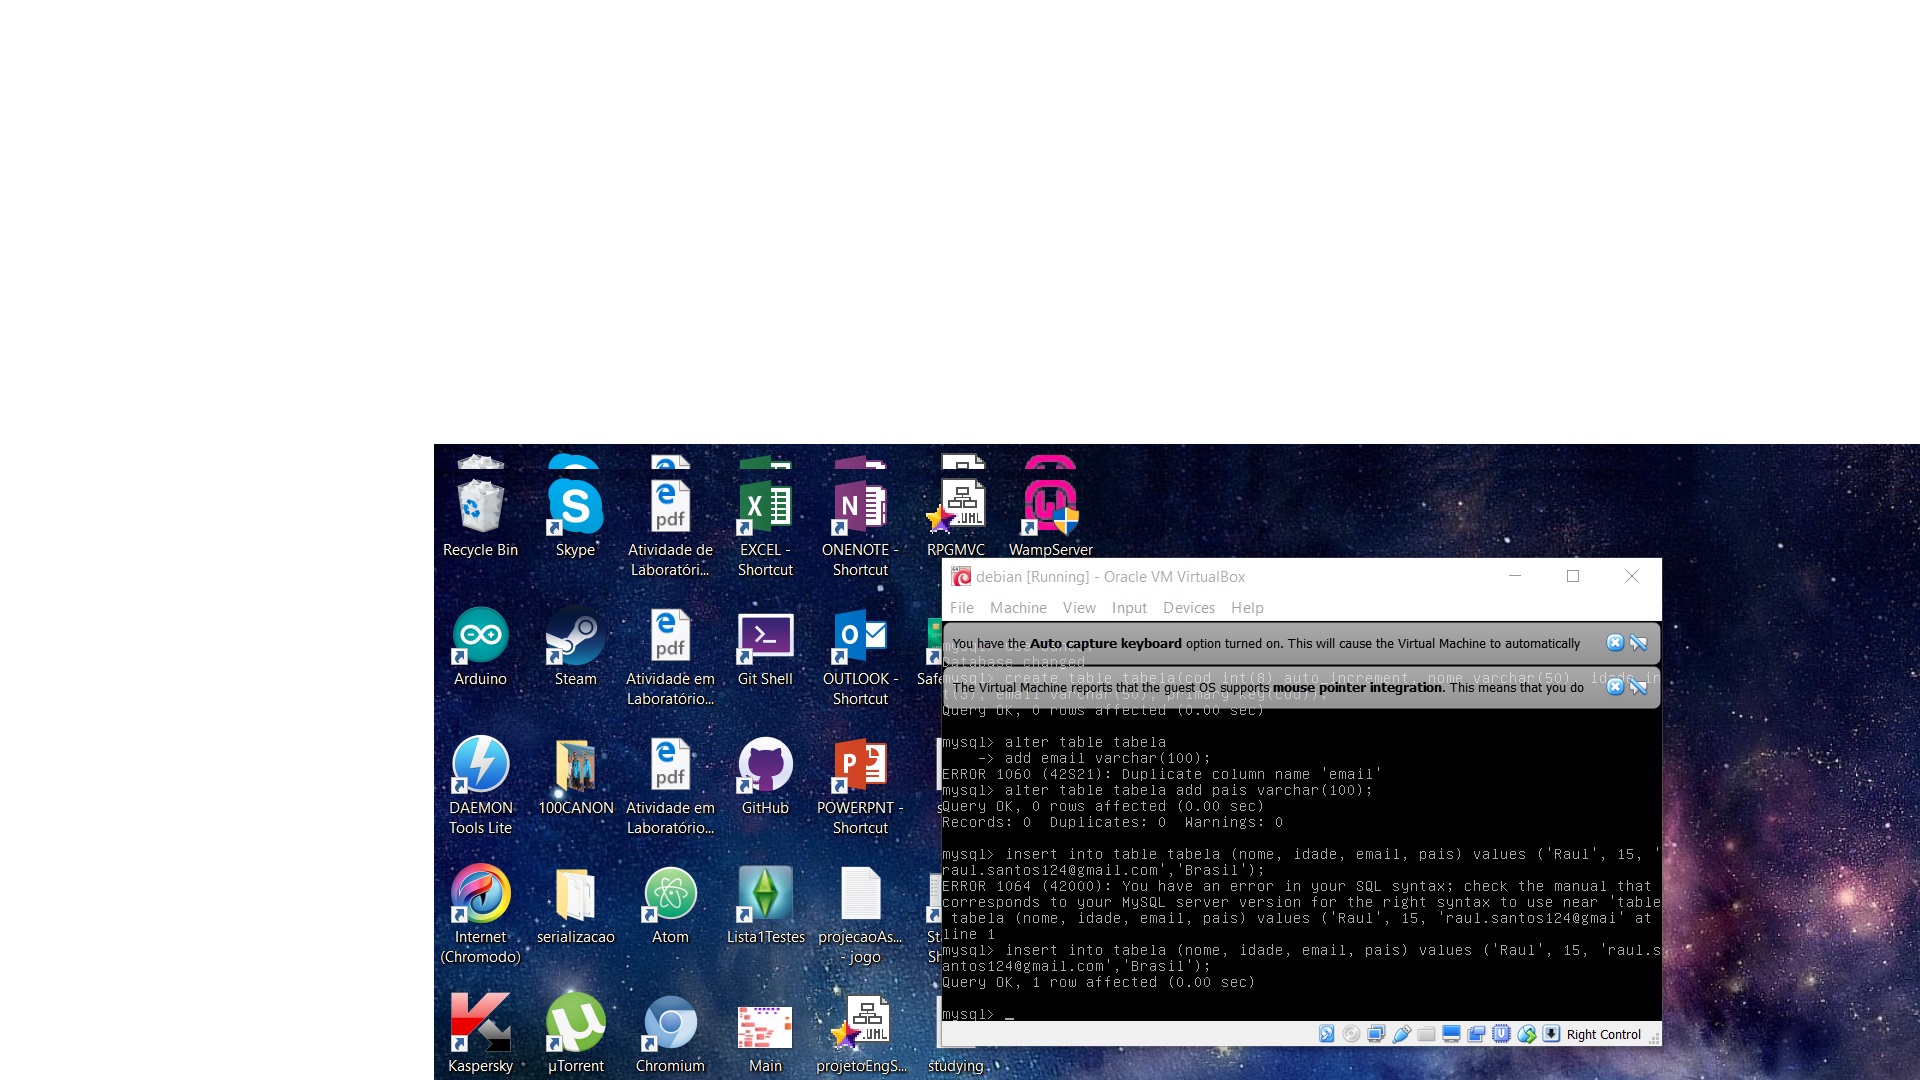 Recycle Bin
Skype
Atividade de
Laboratóri...
EXCEL -
Shortcut
ONENOTE -
Shortcut
RPGMVC
WampServer
Arduino
Steam
Atividade em
Laboratório...
Git Shell
OUTLOOK -
Shortcut
Safe
DAEMON
Tools Lite
100CANON
Atividade em
Laboratório...
GitHub
POWERPNT -
Shortcut
s
Internet
(Chromodo)
serializacao
Atom
Lista1Testes
projecaoAs...
- jogo
Sta
Sh
Kaspersky
µTorrent
Chromium
Main
projetoEngS...
studying
debian [Running] - Oracle VM VirtualBox
File Machine View Input Devices Help
You have the Auto capture keyboard option turned on. This will cause the Virtual Machine to automatically
Database changed
mysql> create table tabela(cod int(8) auto_increment, nome varchar(50), idade in
The Virtual Machine reports that the guest OS supports mouse pointer integration. This means that you do
t(3), email varchar(50), primary key(cod));
Query OK, 0 rows affected (0.00 sec)
mysql> alter table tabela
-> add email varchar(100);
ERROR 1060 (42S21): Duplicate column name 'email'
mysql> alter table tabela add pais varchar(100);
Query OK, 0 rows affected (0.00 sec)
Records: 0 Duplicates: 0 Warnings: 0
mysql> insert into table tabela (nome, idade, email, pais) values ('Raul', 15, '
raul.santos124@gmail.com','Brasil');
ERROR 1064 (42000): You have an error in your SQL syntax; check the manual that
corresponds to your MySQL server version for the right syntax to use near 'table
tabela (nome, idade, email, pais) values ('Raul', 15, 'raul.santos124@gmai' at
line 1
mysql> insert into tabela (nome, idade, email, pais) values ('Raul', 15, 'raul.s
antos124@gmail.com','Brasil');
Query OK, 1 row affected (0.00 sec)
mysql> _
Right Control